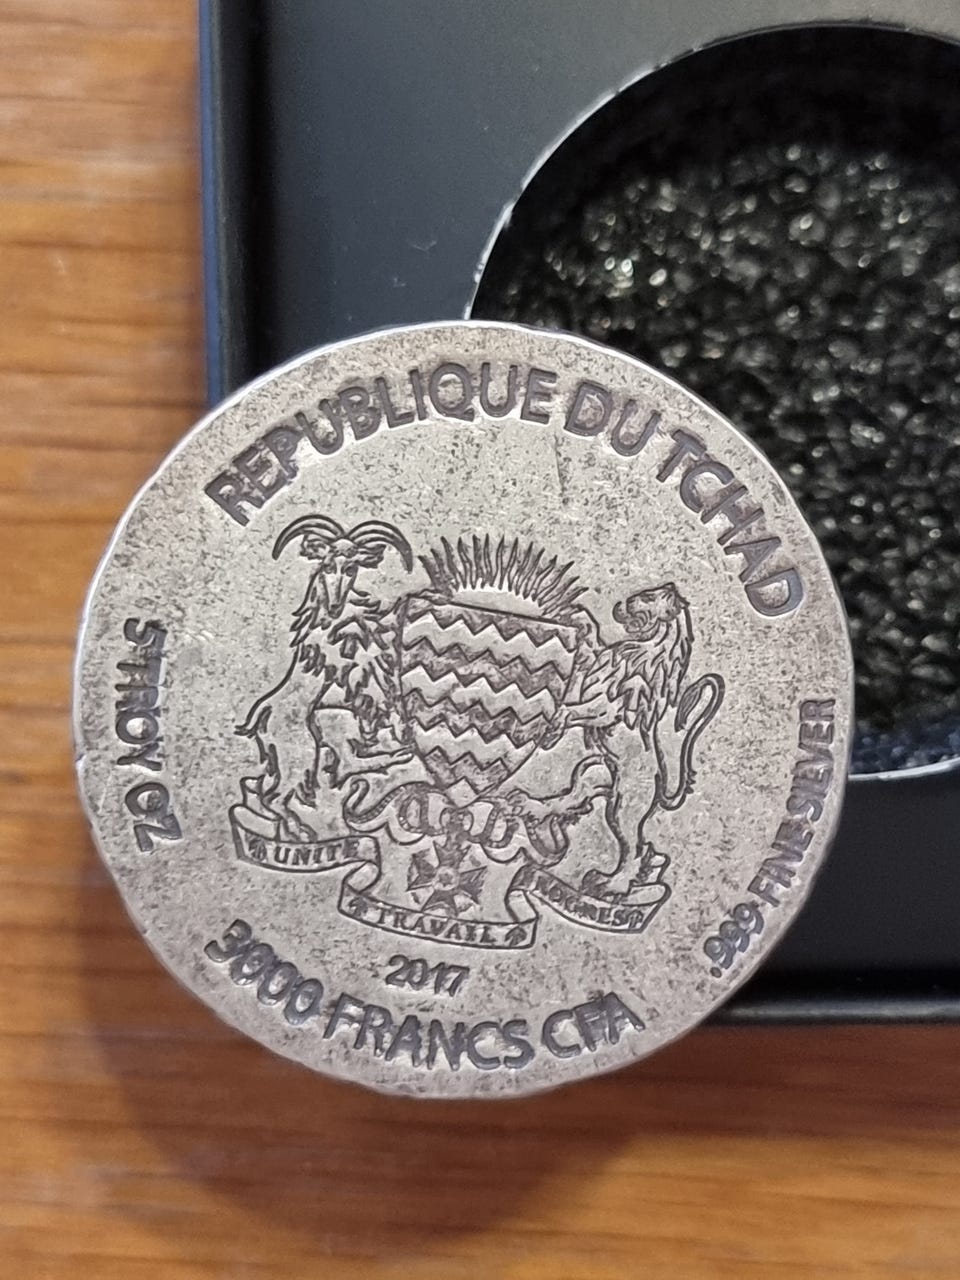 REPUBLIQUE DU TCHAD
5 TROY OZ
.999 FINE SILVER
UNITE
TRAVAIL
PROGRES
2017
3000 FRANCS CFA